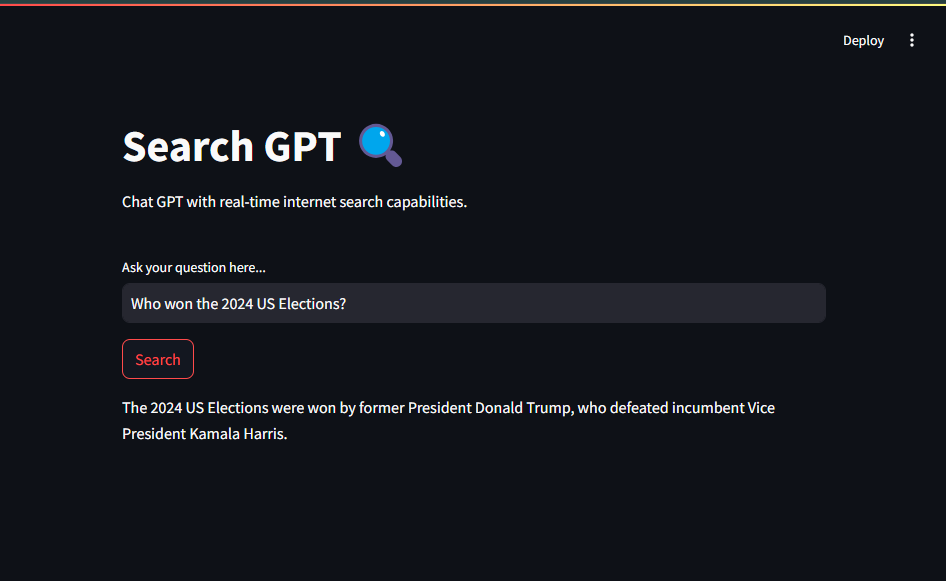 Deploy
Search GPT
Chat GPT with real-time internet search capabilities.
Ask your question here...
Who won the 2024 US Elections?
Search
The 2024 US Elections were won by former President Donald Trump, who defeated incumbent Vice
President Kamala Harris.